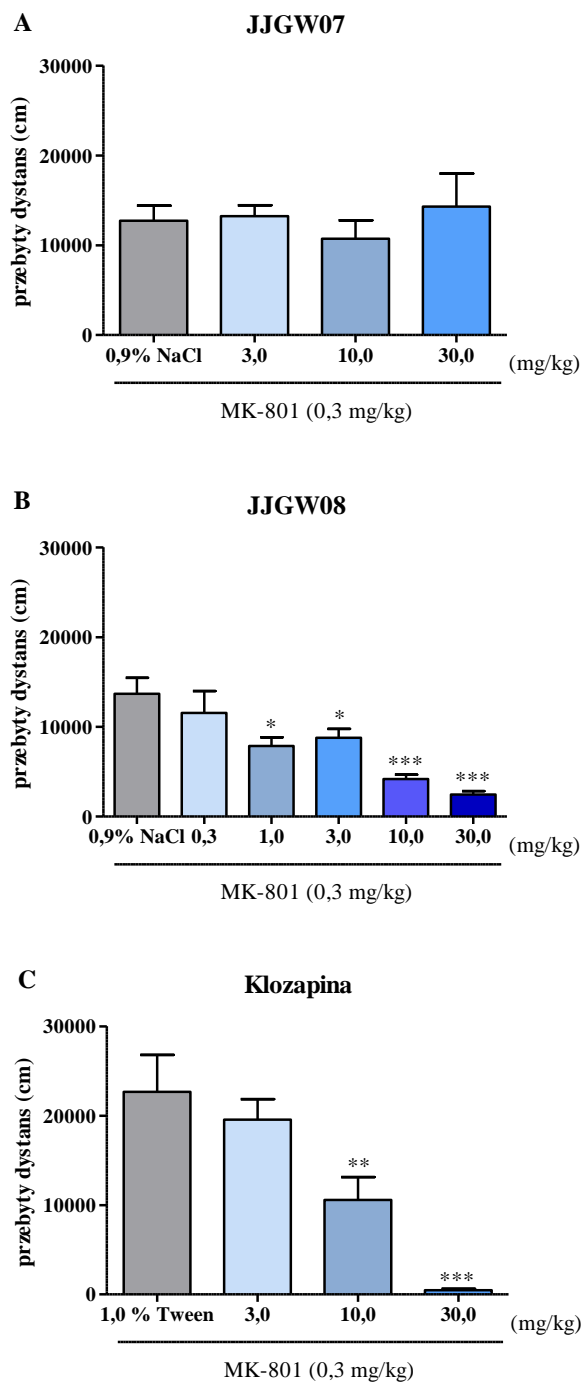 A
JJGW07
przebyty dystans (cm)
30000
20000
10000
0
0,9% NaCl 3,0 10,0 30,0 (mg/kg)
MK-801 (0,3 mg/kg)
B
JJGW08
przebyty dystans (cm)
30000
20000
10000
0
* * *** ***
0,9% NaCl 0,3 1,0 3,0 10,0 30,0 (mg/kg)
MK-801 (0,3 mg/kg)
C
Klozapina
przebyty dystans (cm)
30000
20000
10000
0
** ***
1,0 % Tween 3,0 10,0 30,0 (mg/kg)
MK-801 (0,3 mg/kg)